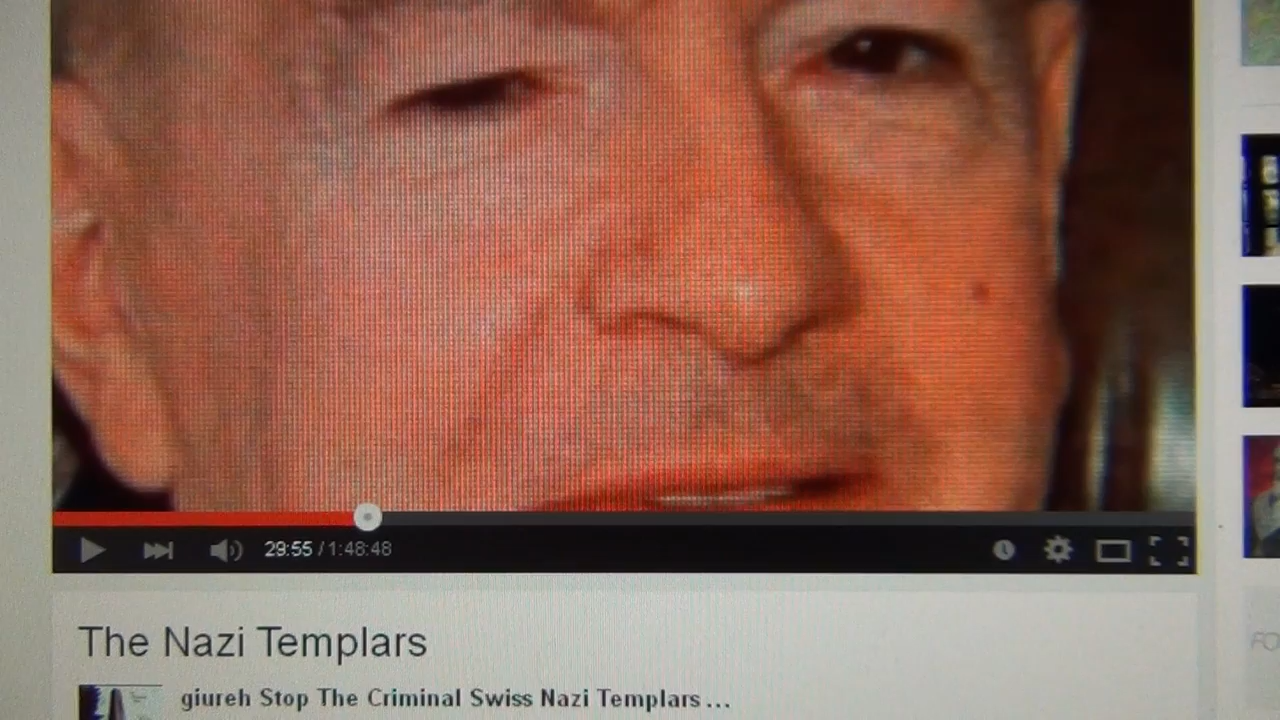 29:55 / 1:48:48
The Nazi Templars
giureh Stop The Criminal Swiss Nazi Templars ...